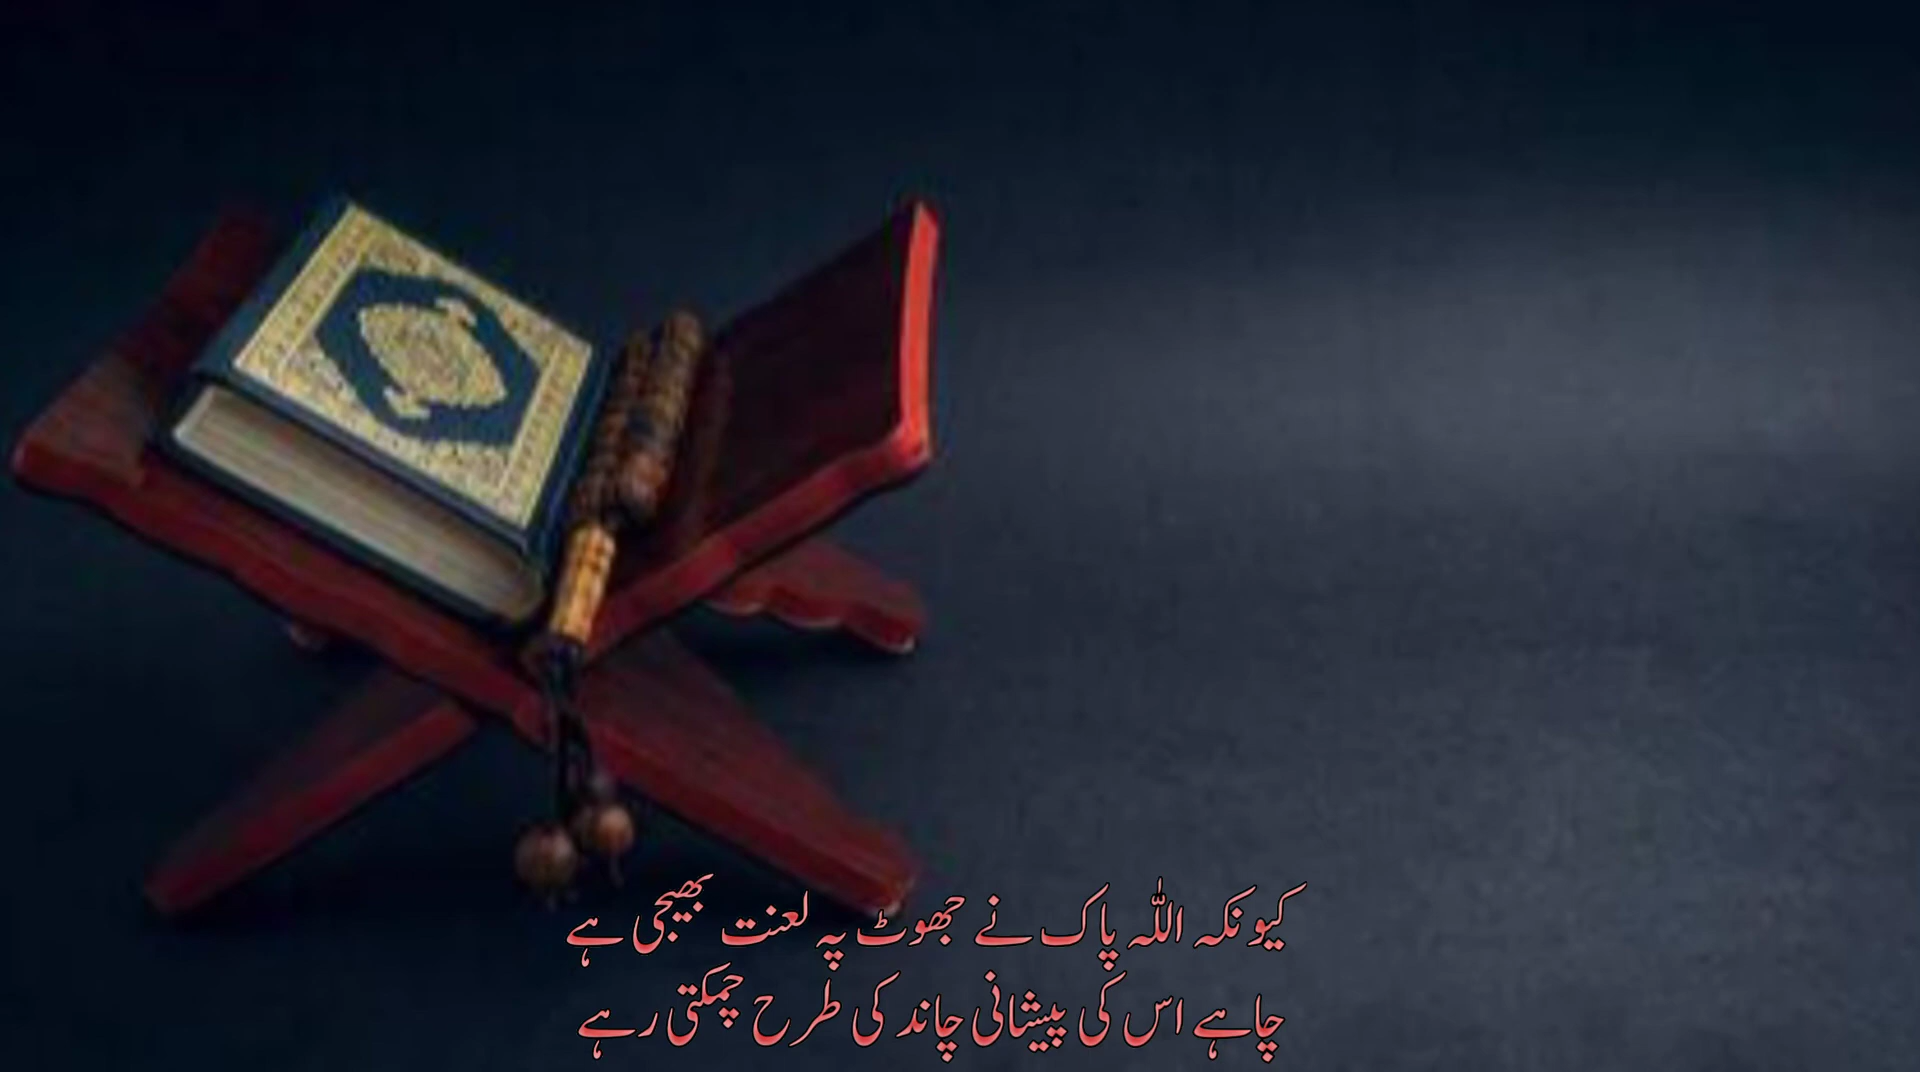 کیونکہ اللہ پاک نے جھوٹ پہ لعنت بھیجی ہے
چاہے اس کی پیشانی چاند کی طرح چمکتی رہے